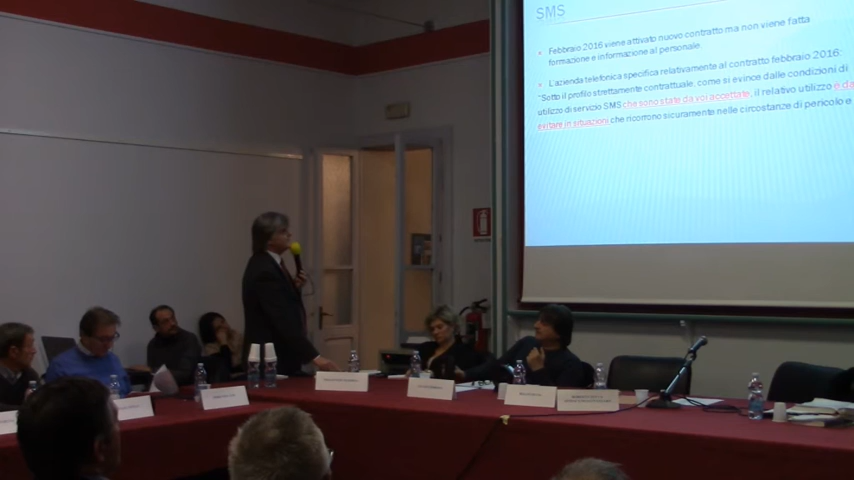 SMS
Febbraio 2016 viene attivato nuovo contratto ma non viene fatta
formazione e informazione al personale.
L'azienda telefonica specifica relativamente al contratto febbraio 2016:
"Sotto il profilo strettamente contrattuale, come si evince dalle condizioni di
utilizzo di servizio SMS che sono state da voi accettate, il relativo utilizzo è da
evitare in situazioni che ricorrono sicuramente nelle circostanze di pericolo e